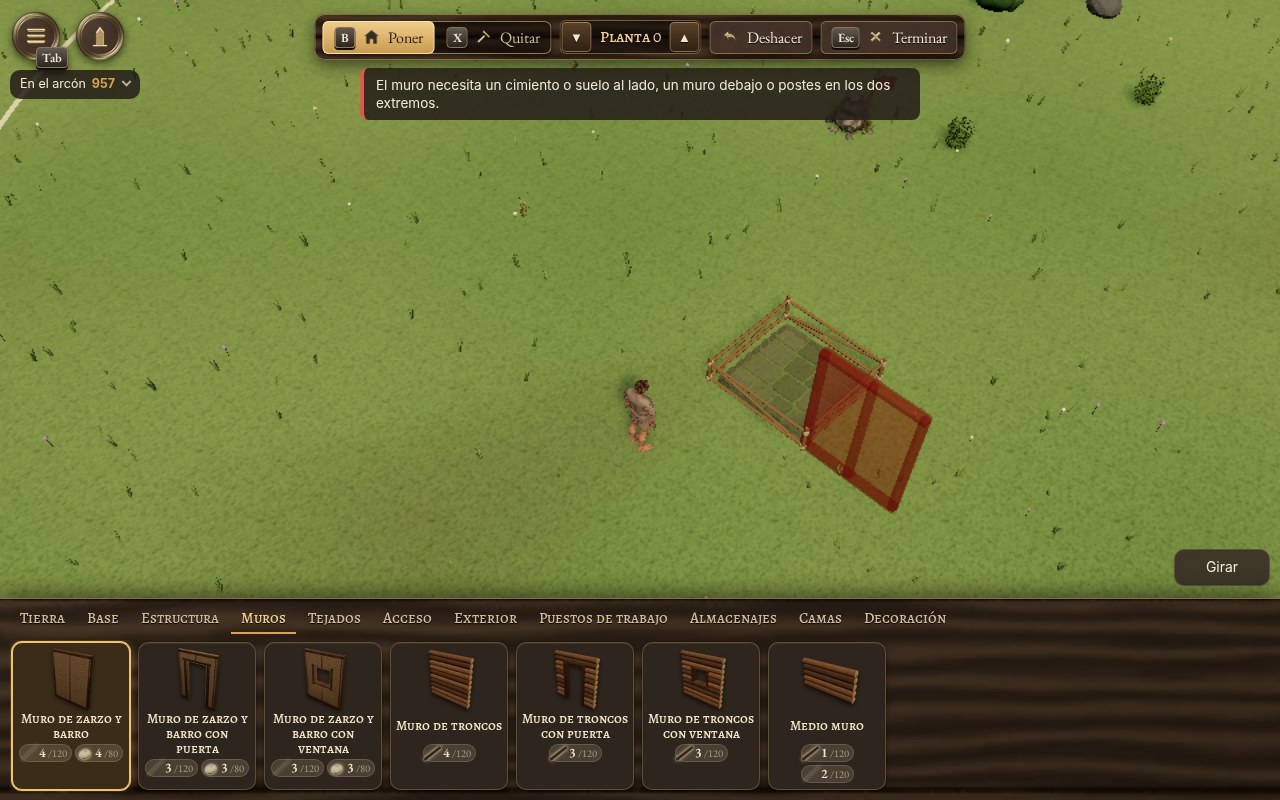 B Poner X Quitar ▼ Planta 0 ▲ Deshacer Esc Terminar
Tab
En el arcón 957
El muro necesita un cimiento o suelo al lado, un muro debajo o postes en los dos
extremos.
Girar
Tierra Base Estructura Muros Tejados Acceso Exterior Puestos de trabajo Almacenajes Camas Decoración
Muro de zarzo y
barro
4 /120 4 /80
Muro de zarzo y
barro con
puerta
3 /120 3 /80
Muro de zarzo y
barro con
ventana
3 /120 3 /80
Muro de troncos
4 /120
Muro de troncos
con puerta
3 /120
Muro de troncos
con ventana
3 /120
Medio muro
1 /120
2 /120